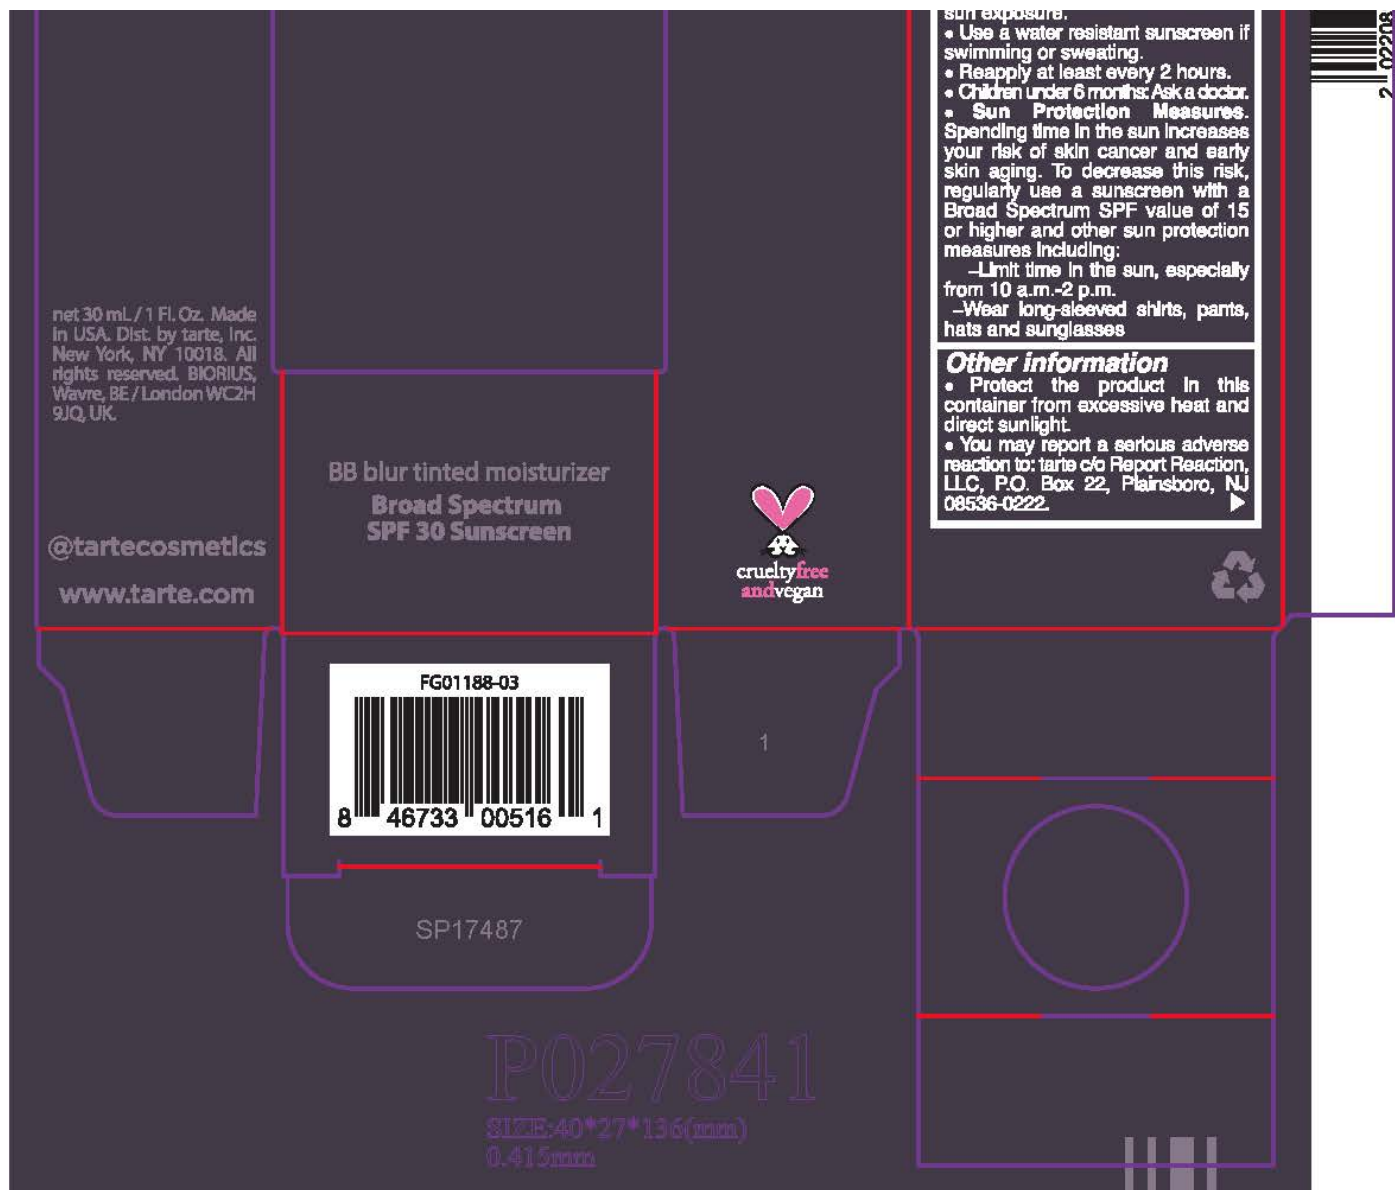 net 30 mL / 1 Fl. Oz. Made
in USA. Dist. by tarte, inc.
New York, NY 10018. All
rights reserved. BIORIUS,
Wavre, BE / London WC2H
9JQ, UK.
@tartecosmetics
www.tarte.com
BB blur tinted moisturizer
Broad Spectrum
SPF 30 Sunscreen
crueltyfree
andvegan
sun exposure.
• Use a water resistant sunscreen if
swimming or sweating.
• Reapply at least every 2 hours.
• Children under 6 months: Ask a doctor.
• Sun Protection Measures.
Spending time in the sun increases
your risk of skin cancer and early
skin aging. To decrease this risk,
regularly use a sunscreen with a
Broad Spectrum SPF value of 15
or higher and other sun protection
measures including:
–Limit time in the sun, especially
from 10 a.m.-2 p.m.
–Wear long-sleeved shirts, pants,
hats and sunglasses
Other information
• Protect the product in this
container from excessive heat and
direct sunlight.
• You may report a serious adverse
reaction to: tarte c/o Report Reaction,
LLC, P.O. Box 22, Plainsboro, NJ
08536-0222.
2 02208
FG01188-03
8 46733 00516 1
1
SP17487
P027841
SIZE:40*27*136(mm)
0.415mm